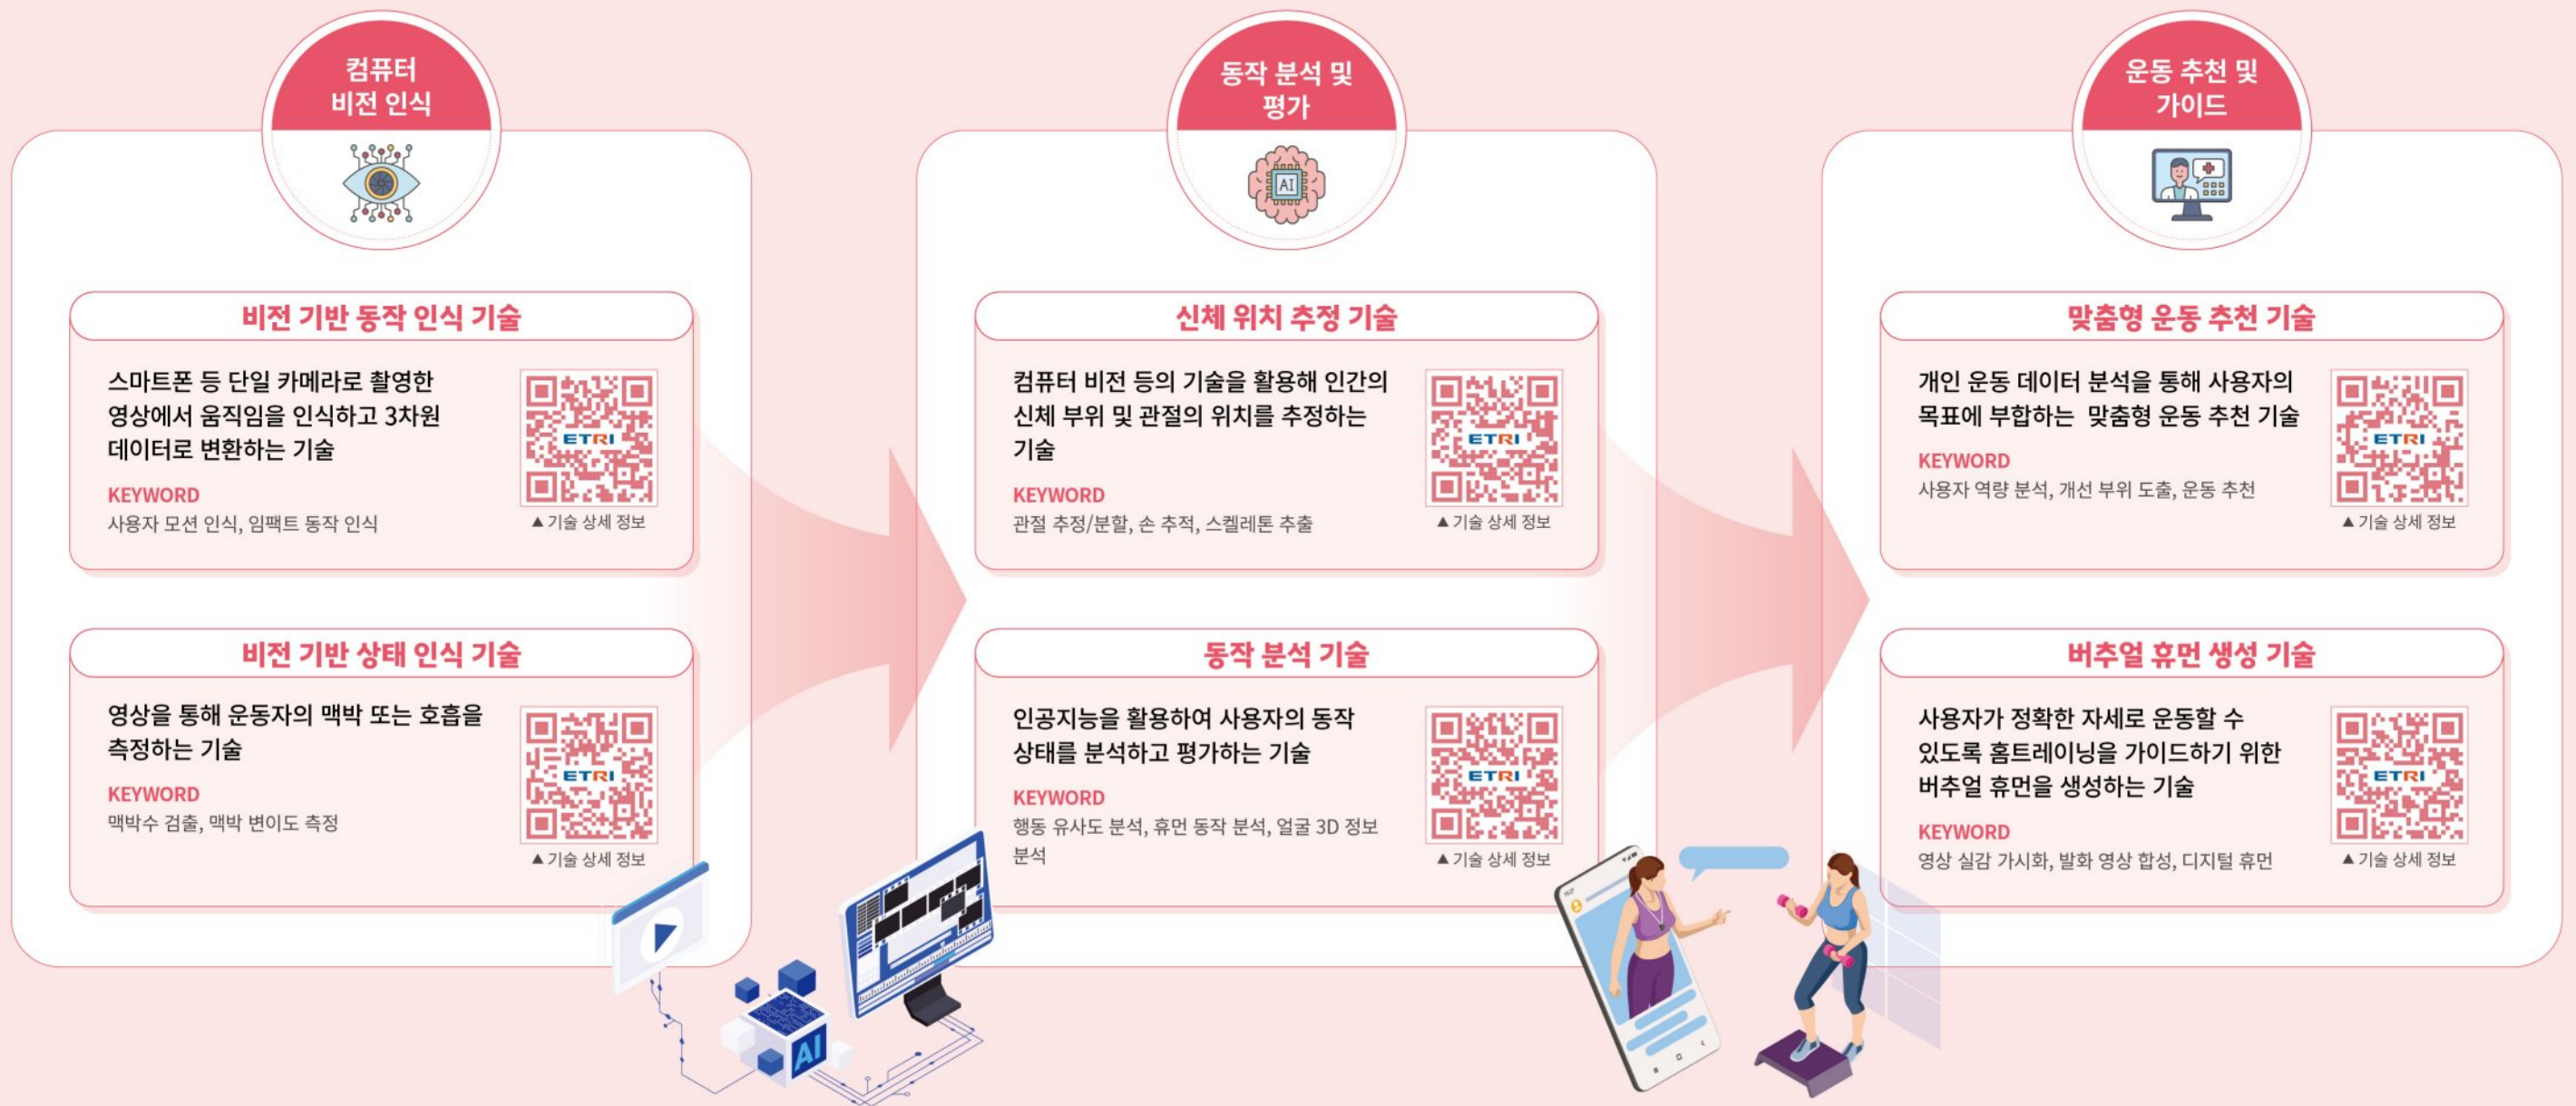 컴퓨터
비전 인식
비전 기반 동작 인식 기술
스마트폰 등 단일 카메라로 촬영한
영상에서 움직임을 인식하고 3차원
데이터로 변환하는 기술
KEYWORD
사용자 모션 인식, 임팩트 동작 인식
ETRI
▲ 기술 상세 정보
비전 기반 상태 인식 기술
영상을 통해 운동자의 맥박 또는 호흡을
측정하는 기술
KEYWORD
맥박수 검출, 맥박 변이도 측정
ETRI
▲ 기술 상세 정보
AI
동작 분석 및
평가
AI
신체 위치 추정 기술
컴퓨터 비전 등의 기술을 활용해 인간의
신체 부위 및 관절의 위치를 추정하는
기술
KEYWORD
관절 추정/분할, 손 추적, 스켈레톤 추출
ETRI
▲ 기술 상세 정보
동작 분석 기술
인공지능을 활용하여 사용자의 동작
상태를 분석하고 평가하는 기술
KEYWORD
행동 유사도 분석, 휴먼 동작 분석, 얼굴 3D 정보
분석
ETRI
▲ 기술 상세 정보
운동 추천 및
가이드
맞춤형 운동 추천 기술
개인 운동 데이터 분석을 통해 사용자의
목표에 부합하는 맞춤형 운동 추천 기술
KEYWORD
사용자 역량 분석, 개선 부위 도출, 운동 추천
ETRI
▲ 기술 상세 정보
버추얼 휴먼 생성 기술
사용자가 정확한 자세로 운동할 수
있도록 홈트레이닝을 가이드하기 위한
버추얼 휴먼을 생성하는 기술
KEYWORD
영상 실감 가시화, 발화 영상 합성, 디지털 휴먼
ETRI
▲ 기술 상세 정보